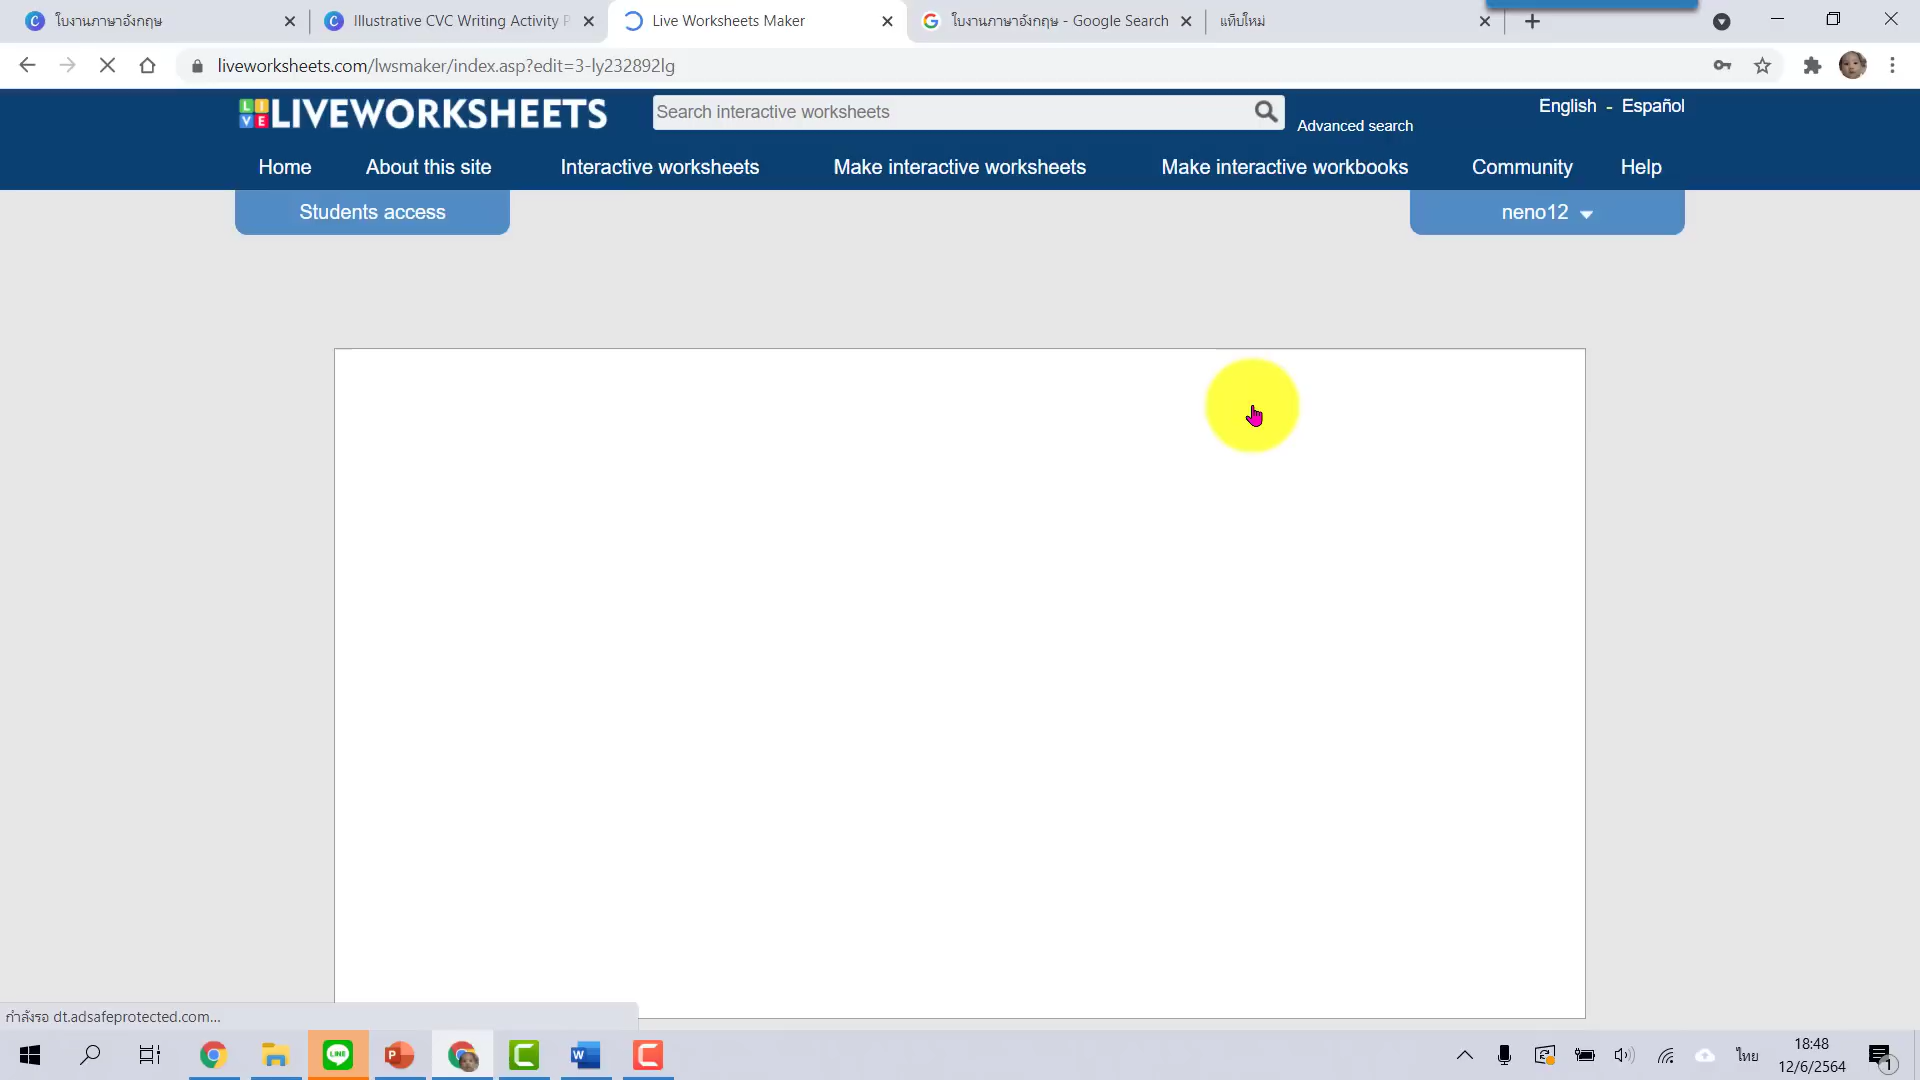 ใบงานภาษาอังกฤษ
Illustrative CVC Writing Activity P
Live Worksheets Maker
ใบงานภาษาอังกฤษ - Google Search
แท็บใหม่
liveworksheets.com/lwsmaker/index.asp?edit=3-ly232892lg
LIVE LIVEWORKSHEETS
Search interactive worksheets
Advanced search
English - Español
Home
About this site
Interactive worksheets
Make interactive worksheets
Make interactive workbooks
Community
Help
Students access
neno12
กำลังรอ dt.adsafeprotected.com...
LINE
ไทย
18:48
12/6/2564
1